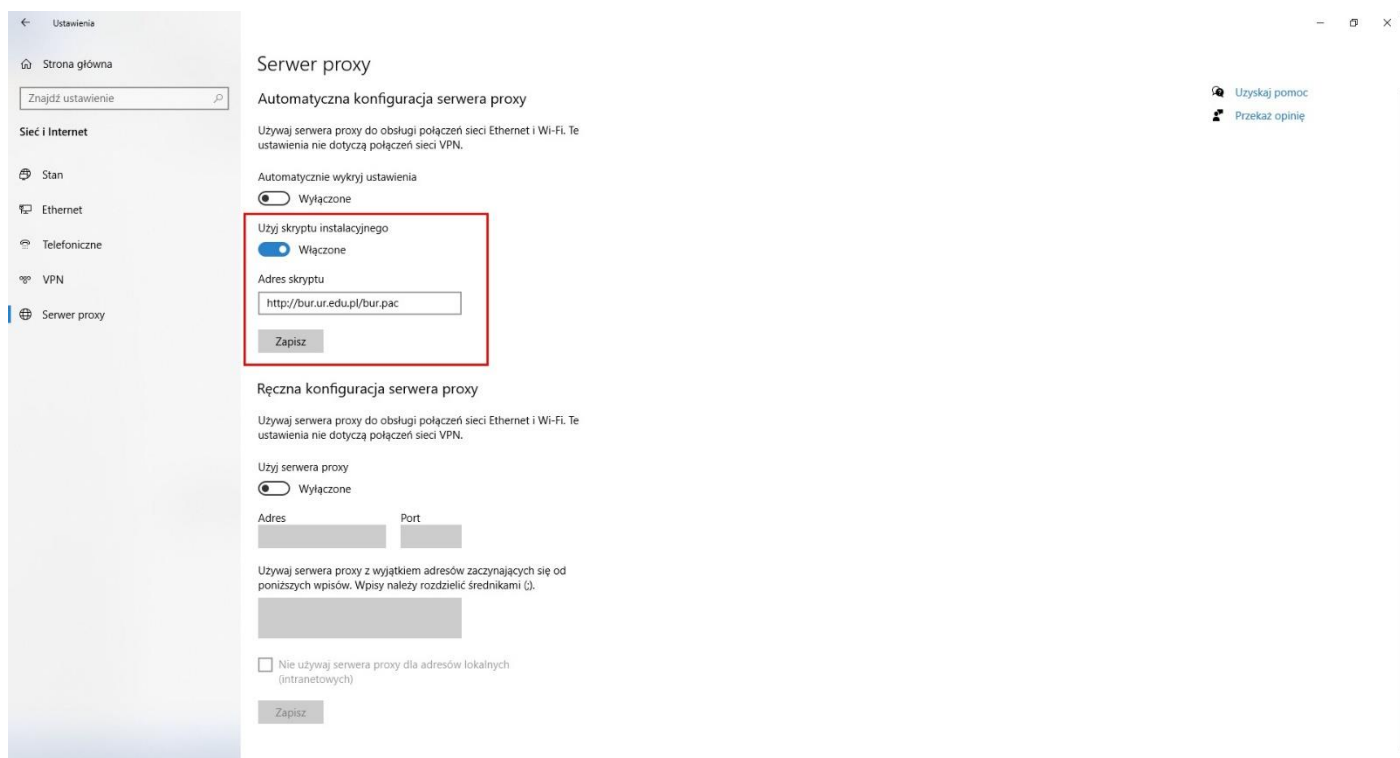 Ustawienia
Strona główna
Znajdź ustawienie
Sieć i Internet
Stan
Ethernet
Telefoniczne
VPN
Serwer proxy
Serwer proxy
Automatyczna konfiguracja serwera proxy
Używaj serwera proxy do obsługi połączeń sieci Ethernet i Wi-Fi. Te
ustawienia nie dotyczą połączeń sieci VPN.
Automatycznie wykryj ustawienia
Wyłączone
Użyj skryptu instalacyjnego
Włączone
Adres skryptu
http://bur.ur.edu.pl/bur.pac
Zapisz
Ręczna konfiguracja serwera proxy
Używaj serwera proxy do obsługi połączeń sieci Ethernet i Wi-Fi. Te
ustawienia nie dotyczą połączeń sieci VPN.
Użyj serwera proxy
Wyłączone
Adres Port
Używaj serwera proxy z wyjątkiem adresów zaczynających się od
poniższych wpisów. Wpisy należy rozdzielić średnikami (;).
Nie używaj serwera proxy dla adresów lokalnych
(intranetowych)
Zapisz
Uzyskaj pomoc
Przekaż opinię